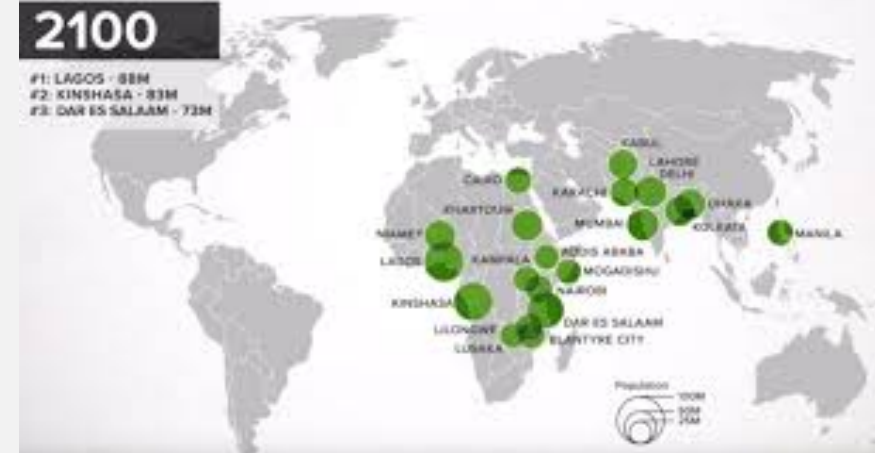 2100
#1: LAGOS - 88M
#2: KINSHASA - 83M
#3: DAR ES SALAAM - 73M
KABUL
LAHORE
DELHI
CAIRO
KARACHI
DHAKA
KHARTOUM
MUMBAI
KOLKATA
NIAMEY
MANILA
ADDIS ABABA
LAGOS
KAMPALA
MOGADISHU
NAIROBI
KINSHASA
DAR ES SALAAM
LILONGWE
BLANTYRE CITY
LUSAKA
Population
100M
50M
25M